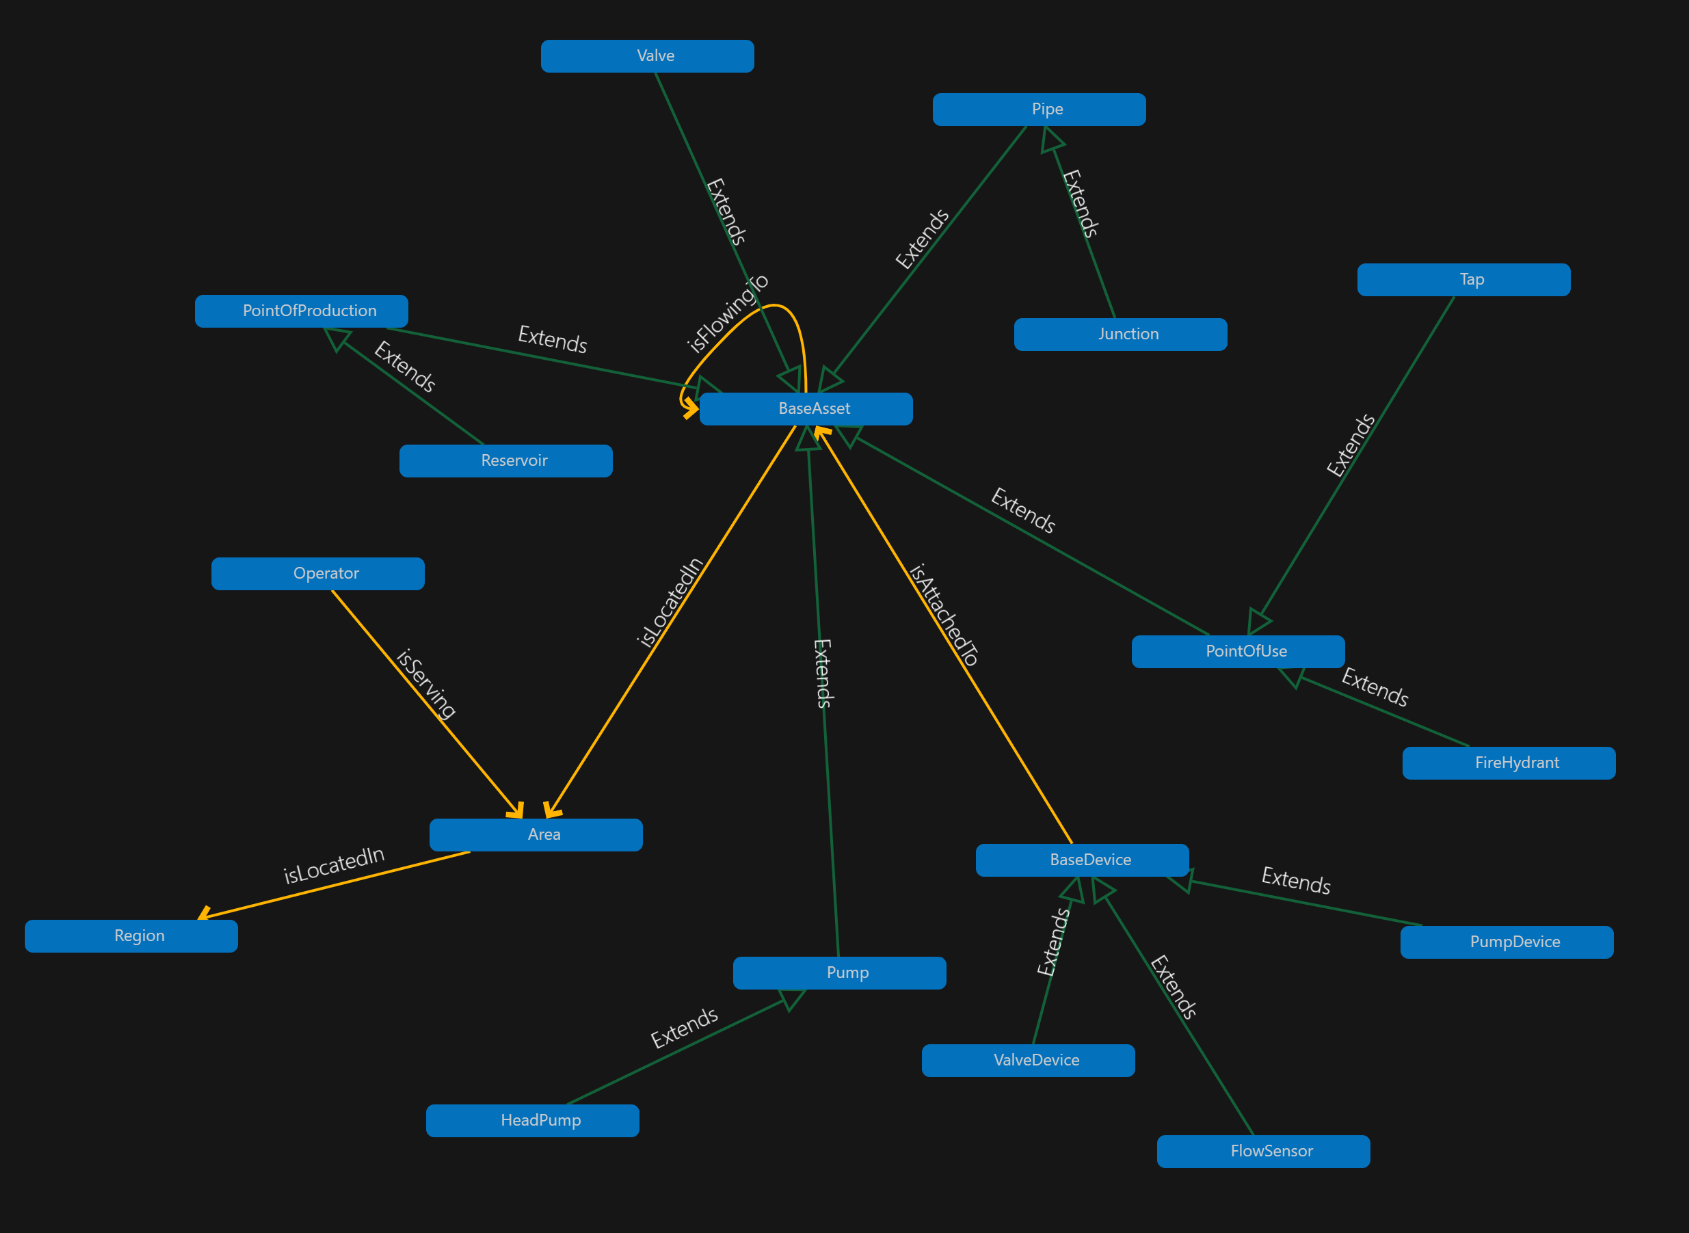 Valve
Pipe
Extends
Extends
Extends
Tap
isFlowingTo
PointOfProduction
Extends
Junction
Extends
BaseAsset
Reservoir
Extends
Extends
Operator
isLocatedIn
isAttachedTo
isServing
Extends
PointOfUse
Extends
FireHydrant
Area
isLocatedIn
BaseDevice
Extends
Region
Extends
PumpDevice
Pump
Extends
Extends
ValveDevice
HeadPump
FlowSensor